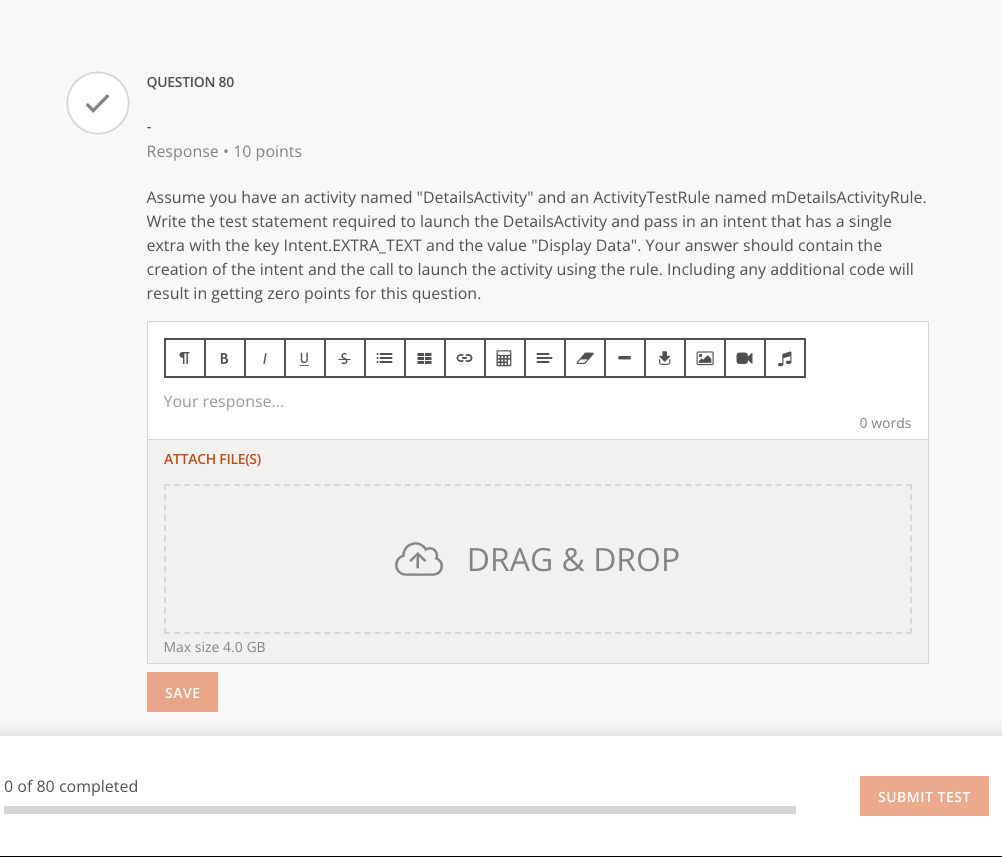 QUESTION 80
-
Response • 10 points
Assume you have an activity named "DetailsActivity" and an ActivityTestRule named mDetailsActivityRule.
Write the test statement required to launch the DetailsActivity and pass in an intent that has a single
extra with the key Intent.EXTRA_TEXT and the value "Display Data". Your answer should contain the
creation of the intent and the call to launch the activity using the rule. Including any additional code will
result in getting zero points for this question.
¶ B I U S
Your response...
0 words
ATTACH FILE(S)
DRAG & DROP
Max size 4.0 GB
SAVE
0 of 80 completed
SUBMIT TEST